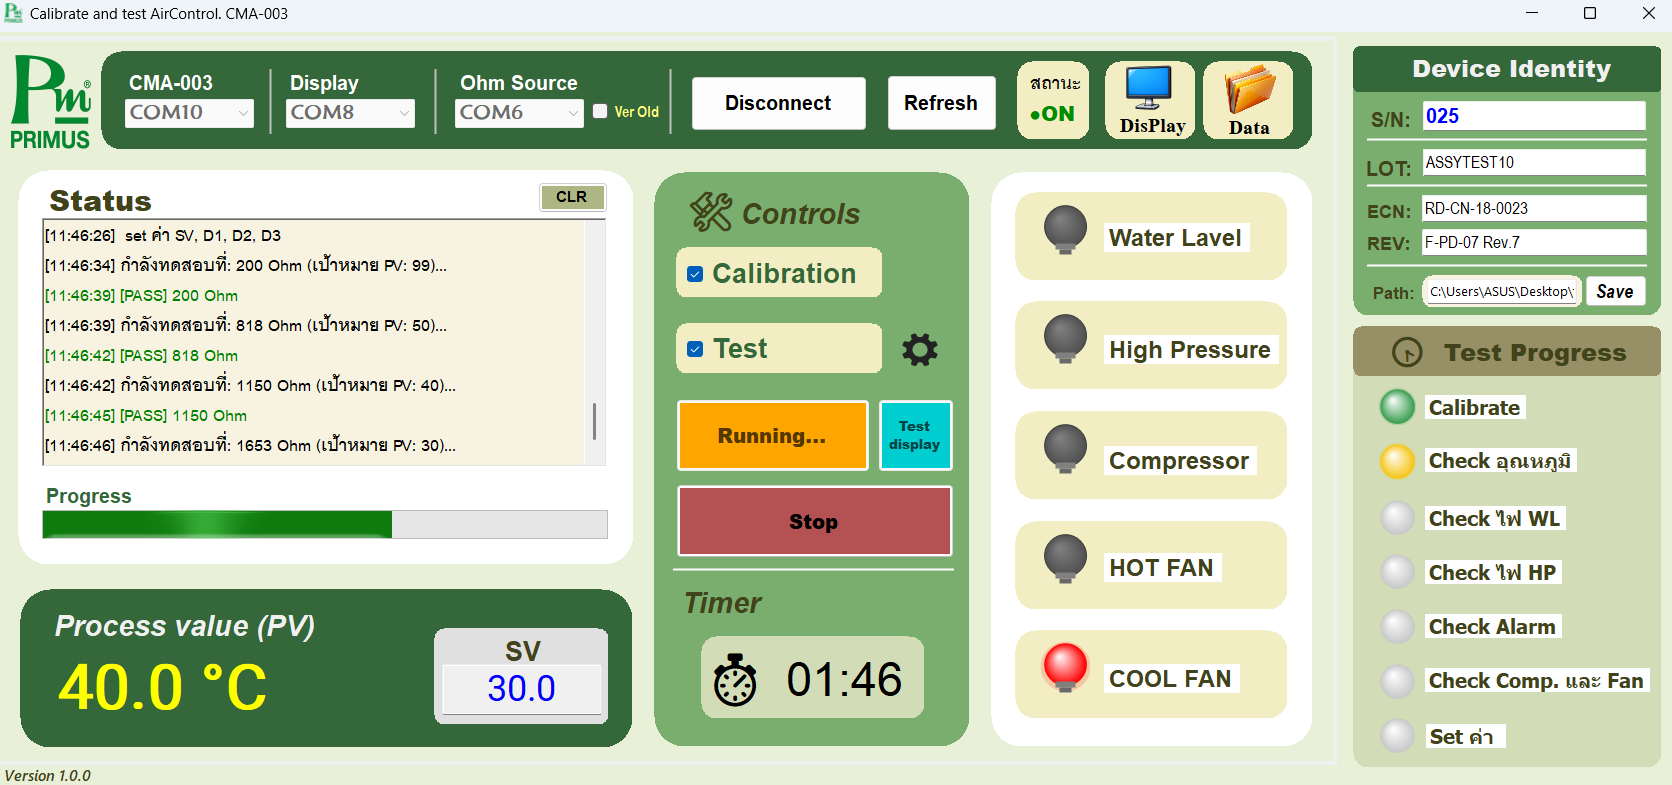 Calibrate and test AirControl. CMA-003
Pm®
PRIMUS
CMA-003
COM10
Display
COM8
Ohm Source
COM6
Ver Old
Disconnect
Refresh
สถานะ
●ON
DisPlay
Data
Status
CLR
[11:46:26]  set ค่า SV, D1, D2, D3
[11:46:34] กำลังทดสอบที่: 200 Ohm (เป้าหมาย PV: 99)...
[11:46:39] [PASS] 200 Ohm
[11:46:39] กำลังทดสอบที่: 818 Ohm (เป้าหมาย PV: 50)...
[11:46:42] [PASS] 818 Ohm
[11:46:42] กำลังทดสอบที่: 1150 Ohm (เป้าหมาย PV: 40)...
[11:46:45] [PASS] 1150 Ohm
[11:46:46] กำลังทดสอบที่: 1653 Ohm (เป้าหมาย PV: 30)...
Progress
Process value (PV)
40.0 °C
SV
30.0
Controls
Calibration
Test
Running...
Test
display
Stop
Timer
01:46
Water Lavel
High Pressure
Compressor
HOT FAN
COOL FAN
Device Identity
S/N: 025
LOT: ASSYTEST10
ECN: RD-CN-18-0023
REV: F-PD-07 Rev.7
Path: C:\Users\ASUS\Desktop\
Save
Test Progress
Calibrate
Check อุณหภูมิ
Check ไฟ WL
Check ไฟ HP
Check Alarm
Check Comp. และ Fan
Set ค่า
Version 1.0.0